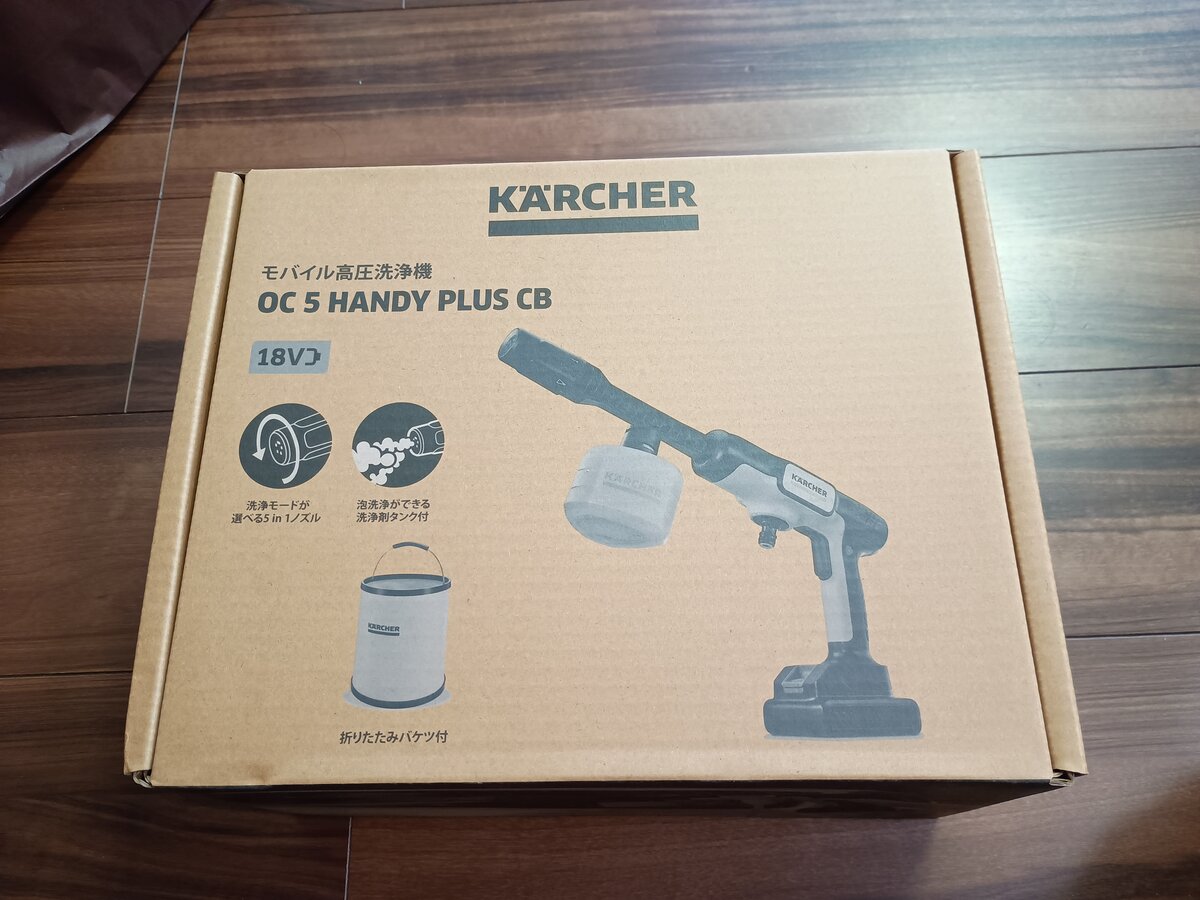 KÄRCHER
モバイル高圧洗浄機
OC 5 HANDY PLUS CB
18V
洗浄モードが
選べる5 in 1ノズル
泡洗浄ができる
洗浄剤タンク付
KÄRCHER
KÄRCHER
KÄRCHER
折りたたみバケツ付